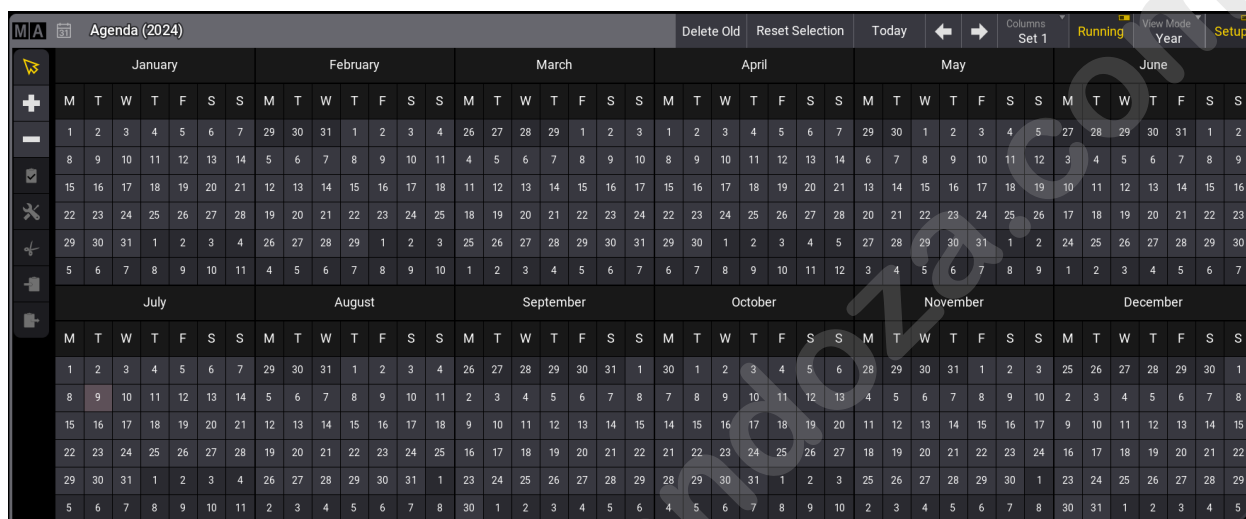 MA 31 Agenda (2024) Delete Old Reset Selection Today Columns Set 1 Running View Mode Year Setup
January February March April May June
M T W T F S S M T W T F S S M T W T F S S M T W T F S S M T W T F S S M T W T F S S
1 2 3 4 5 6 7 29 30 31 1 2 3 4 26 27 28 29 1 2 3 1 2 3 4 5 6 7 29 30 1 2 3 4 5 27 28 29 30 31 1 2
8 9 10 11 12 13 14 5 6 7 8 9 10 11 4 5 6 7 8 9 10 8 9 10 11 12 13 14 6 7 8 9 10 11 12 3 4 5 6 7 8 9
15 16 17 18 19 20 21 12 13 14 15 16 17 18 11 12 13 14 15 16 17 15 16 17 18 19 20 21 13 14 15 16 17 18 19 10 11 12 13 14 15 16
22 23 24 25 26 27 28 19 20 21 22 23 24 25 18 19 20 21 22 23 24 22 23 24 25 26 27 28 20 21 22 23 24 25 26 17 18 19 20 21 22 23
29 30 31 1 2 3 4 26 27 28 29 1 2 3 25 26 27 28 29 30 31 29 30 1 2 3 4 5 27 28 29 30 31 1 2 24 25 26 27 28 29 30
5 6 7 8 9 10 11 4 5 6 7 8 9 10 1 2 3 4 5 6 7 6 7 8 9 10 11 12 3 4 5 6 7 8 9 1 2 3 4 5 6 7
July August September October November December
M T W T F S S M T W T F S S M T W T F S S M T W T F S S M T W T F S S M T W T F S S
1 2 3 4 5 6 7 29 30 31 1 2 3 4 26 27 28 29 30 31 1 30 1 2 3 4 5 6 28 29 30 31 1 2 3 25 26 27 28 29 30 1
8 9 10 11 12 13 14 5 6 7 8 9 10 11 2 3 4 5 6 7 8 7 8 9 10 11 12 13 4 5 6 7 8 9 10 2 3 4 5 6 7 8
15 16 17 18 19 20 21 12 13 14 15 16 17 18 9 10 11 12 13 14 15 14 15 16 17 18 19 20 11 12 13 14 15 16 17 9 10 11 12 13 14 15
22 23 24 25 26 27 28 19 20 21 22 23 24 25 16 17 18 19 20 21 22 21 22 23 24 25 26 27 18 19 20 21 22 23 24 16 17 18 19 20 21 22
29 30 31 1 2 3 4 26 27 28 29 30 31 1 23 24 25 26 27 28 29 28 29 30 31 1 2 3 25 26 27 28 29 30 1 23 24 25 26 27 28 29
5 6 7 8 9 10 11 2 3 4 5 6 7 8 30 1 2 3 4 5 6 4 5 6 7 8 9 10 2 3 4 5 6 7 8 30 31 1 2 3 4 5
ndoza.com